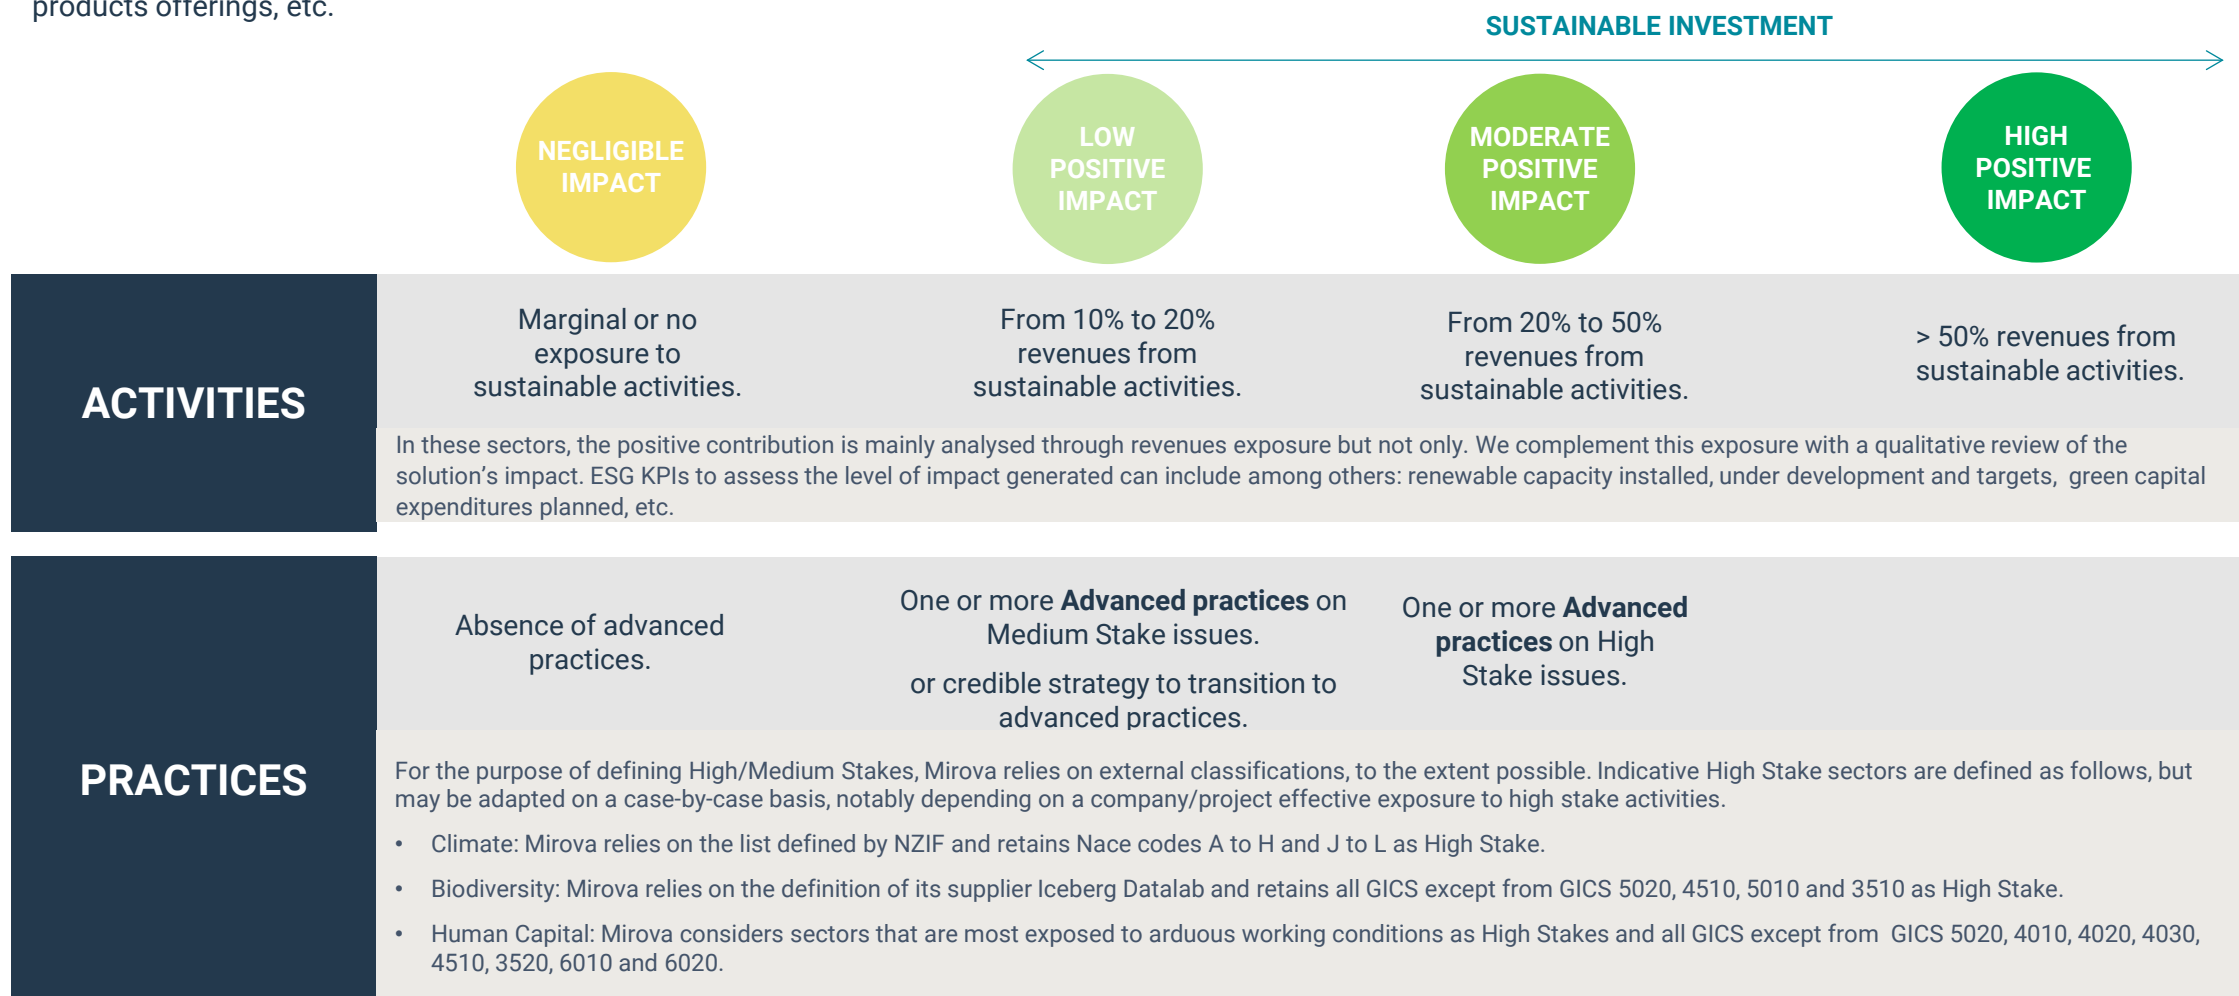 products offerings, etc.
SUSTAINABLE INVESTMENT
NEGLIGIBLE
IMPACT
LOW
POSITIVE
IMPACT
MODERATE
POSITIVE
IMPACT
HIGH
POSITIVE
IMPACT
ACTIVITIES
Marginal or no
exposure to
sustainable activities.
From 10% to 20%
revenues from
sustainable activities.
From 20% to 50%
revenues from
sustainable activities.
> 50% revenues from
sustainable activities.
In these sectors, the positive contribution is mainly analysed through revenues exposure but not only. We complement this exposure with a qualitative review of the
solution's impact. ESG KPIs to assess the level of impact generated can include among others: renewable capacity installed, under development and targets, green capital
expenditures planned, etc.
PRACTICES
Absence of advanced
practices.
One or more Advanced practices on
Medium Stake issues.
or credible strategy to transition to
advanced practices.
One or more Advanced
practices on High
Stake issues.
For the purpose of defining High/Medium Stakes, Mirova relies on external classifications, to the extent possible. Indicative High Stake sectors are defined as follows, but
may be adapted on a case-by-case basis, notably depending on a company/project effective exposure to high stake activities.
• Climate: Mirova relies on the list defined by NZIF and retains Nace codes A to H and J to L as High Stake.
• Biodiversity: Mirova relies on the definition of its supplier Iceberg Datalab and retains all GICS except from GICS 5020, 4510, 5010 and 3510 as High Stake.
• Human Capital: Mirova considers sectors that are most exposed to arduous working conditions as High Stakes and all GICS except from GICS 5020, 4010, 4020, 4030,
4510, 3520, 6010 and 6020.